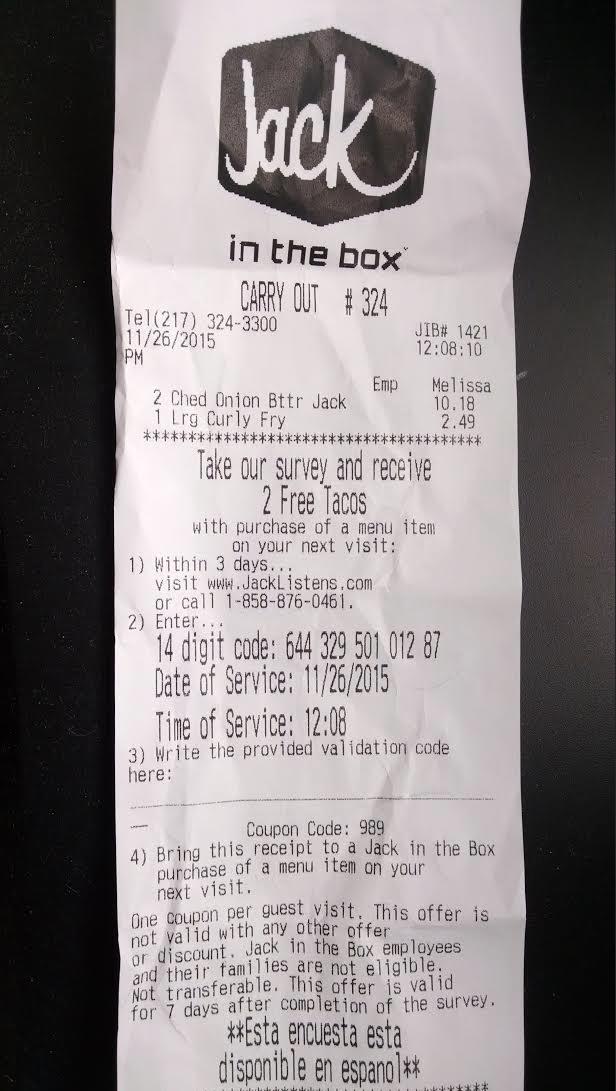 Jack
in the box
CARRY OUT # 324
Tel(217) 324-3300 JIB# 1421
11/26/2015 12:08:10
PM
Emp Melissa
2 Ched Onion Bttr Jack 10.18
1 Lrg Curly Fry 2.49
****************************************
Take our survey and receive
2 Free Tacos
with purchase of a menu item
on your next visit:
1) Within 3 days...
visit www.JackListens.com
or call 1-858-876-0461.
2) Enter...
14 digit code: 644 329 501 012 87
Date of Service: 11/26/2015
Time of Service: 12:08
3) Write the provided validation code
here:
Coupon Code: 989
4) Bring this receipt to a Jack in the Box
purchase of a menu item on your
next visit.
One coupon per guest visit. This offer is
not valid with any other offer
or discount. Jack in the Box employees
and their families are not eligible.
Not transferable. This offer is valid
for 7 days after completion of the survey.
**Esta encuesta esta
disponible en espanol**